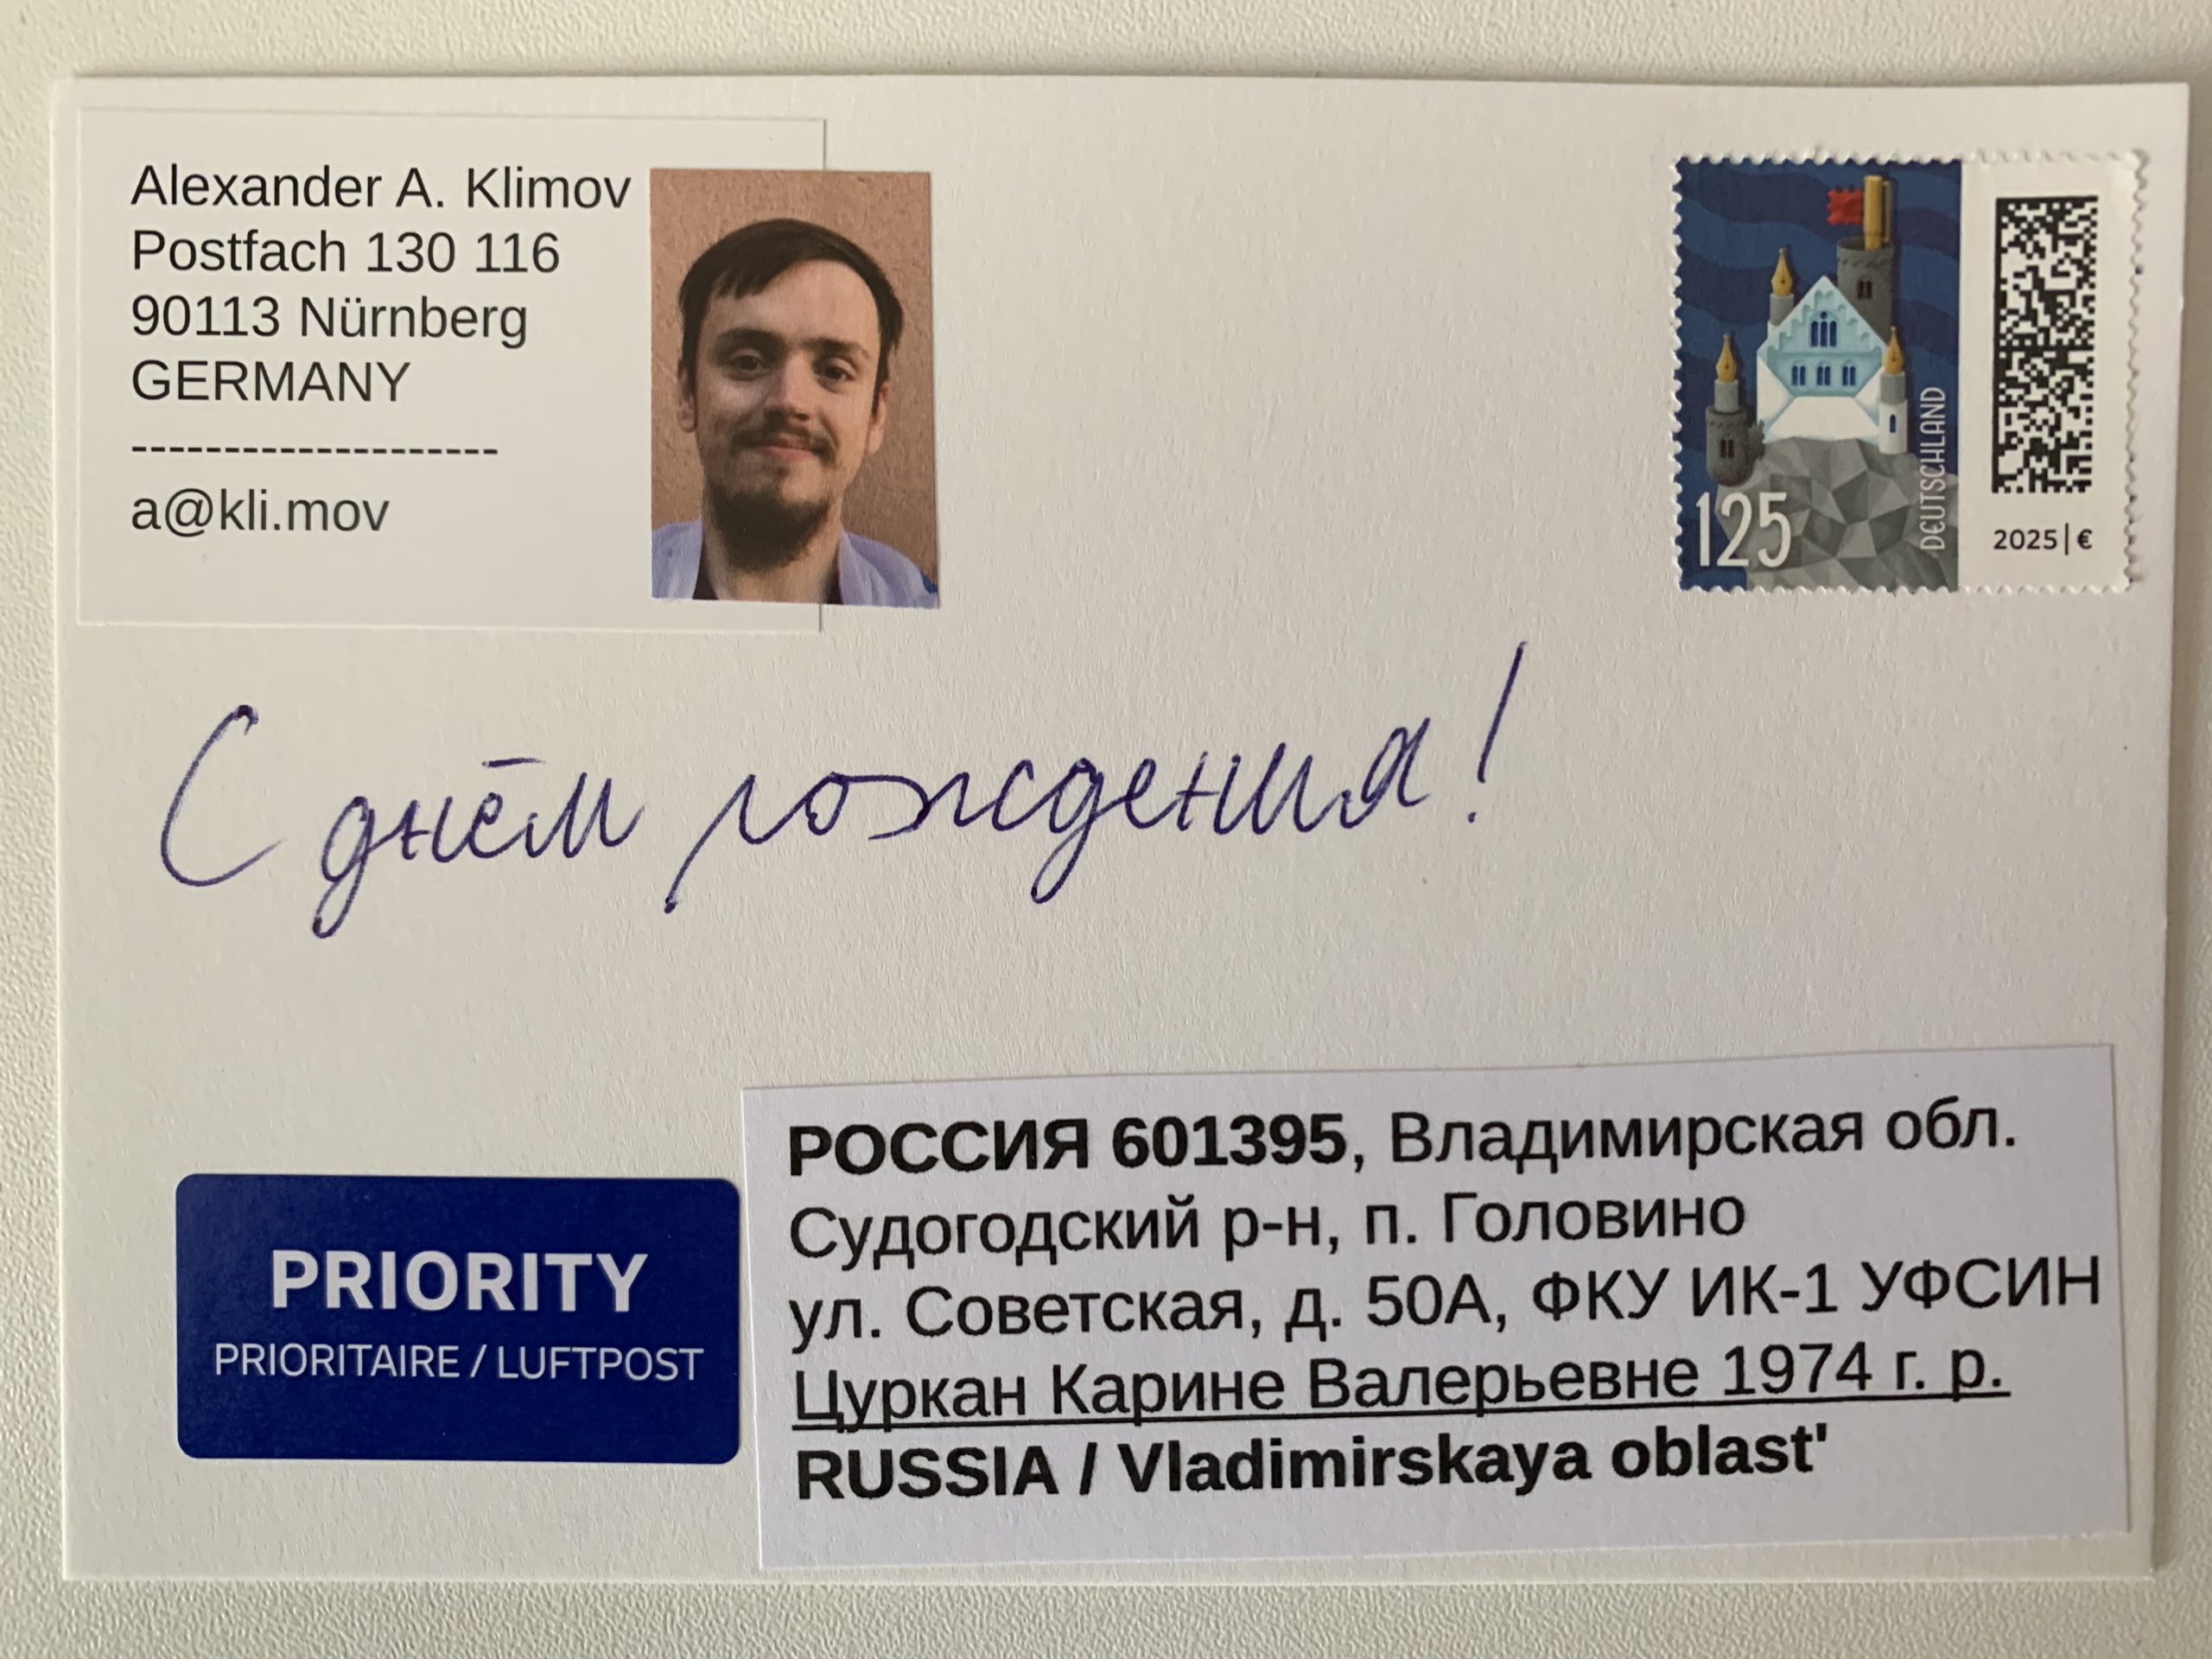 Alexander A. Klimov
Postfach 130 116
90113 Nürnberg
GERMANY
--------------------
a@kli.mov
125
DEUTSCHLAND
2025|€
С днём рождения!
PRIORITY
PRIORITAIRE / LUFTPOST
РОССИЯ 601395, Владимирская обл.
Судогодский р-н, п. Головино
ул. Советская, д. 50А, ФКУ ИК-1 УФСИН
Цуркан Карине Валерьевне 1974 г. р.
RUSSIA / Vladimirskaya oblast'